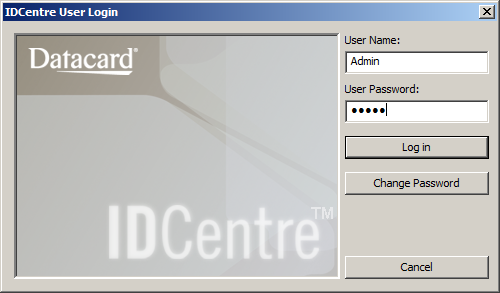 IDCentre User Login
Datacard®
IDCentre™
User Name:
Admin
User Password:
•••••
Log in
Change Password
Cancel